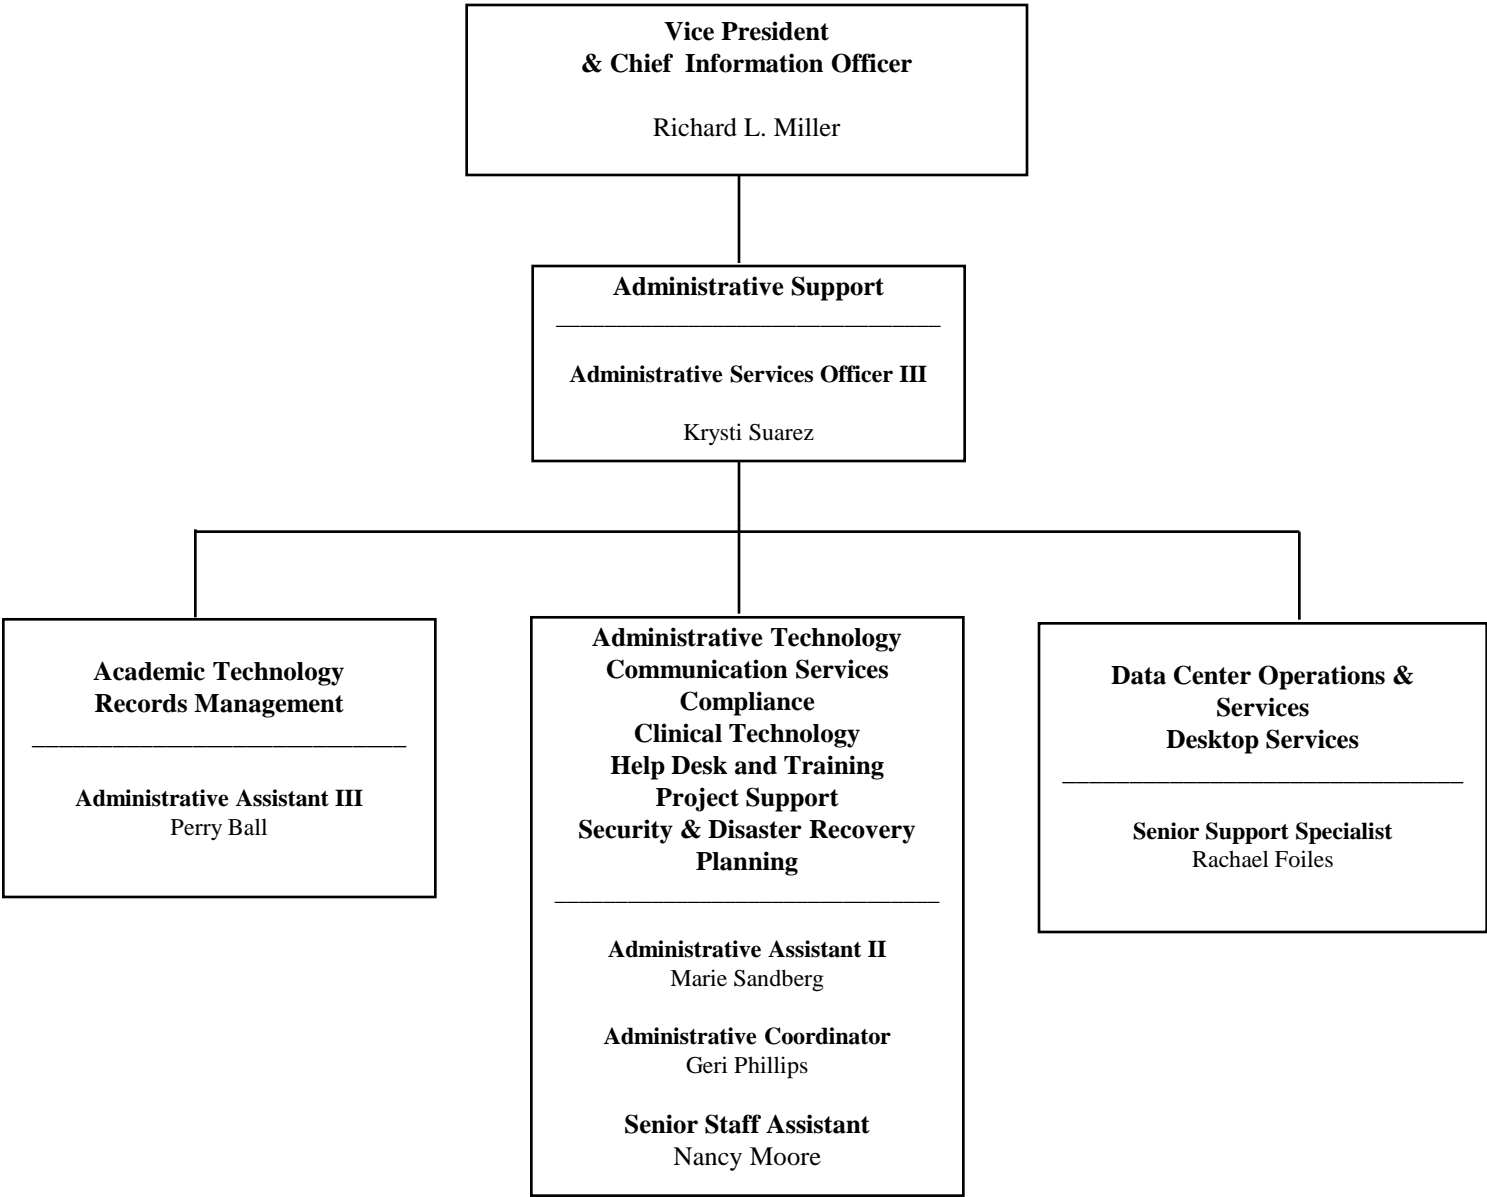 Vice President
& Chief Information Officer
Richard L. Miller
Administrative Support
Administrative Services Officer III
Krysti Suarez
Academic Technology
Records Management
Administrative Assistant III
Perry Ball
Administrative Technology
Communication Services
Compliance
Clinical Technology
Help Desk and Training
Project Support
Security & Disaster Recovery
Planning
Administrative Assistant II
Marie Sandberg
Administrative Coordinator
Geri Phillips
Senior Staff Assistant
Nancy Moore
Data Center Operations &
Services
Desktop Services
Senior Support Specialist
Rachael Foiles